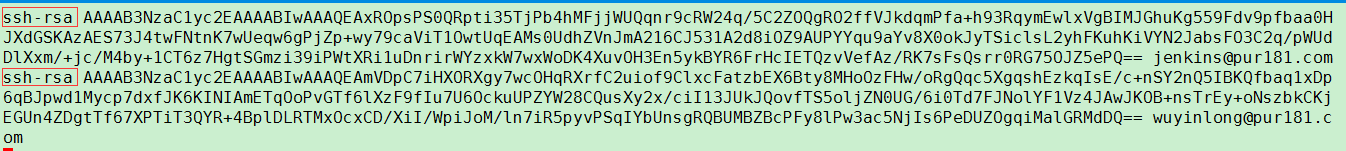 ssh-rsa AAAAB3NzaC1yc2EAAAABIwAAAQEAxROpsPS0QRpti35TjPb4hMFjjWUQqnr9cRW24q/5C2ZOQgRO2ffVJkdqmPfa+h93RqymEwlxVgBIMJGhuKg559Fdv9pfbaa0H
JXdGSKAzAES73J4twFNtnK7wUeqw6gPjZp+wy79caViT1OwtUqEAMs0UdhZVnJmA216CJ531A2d8iOZ9AUPYYqu9aYv8X0okJyTSiclsL2yhFKuhKiVYN2JabsFO3C2q/pWUd
DlXxm/+jc/M4by+1CT6z7HgtSGmzi39iPWtXRi1uDnrirWYzxkW7wxWoDK4XuvOH3En5ykBYR6FrHcIETQzvVefAz/RK7sFsQsrr0RG75OJZ5ePQ== jenkins@pur181.com
ssh-rsa AAAAB3NzaC1yc2EAAAABIwAAAQEAmVDpC7iHXORXgy7wcOHqRXrfC2uiof9ClxcFatzbEX6Bty8MHoOzFHw/oRgQqc5XgqshEzkqIsE/c+nSY2nQ5IBKQfbaq1xDp
6qBJpwd1Mycp7dxfJK6KINIAmETqOoPvGTf6lXzF9fIu7U6OckuUPZYW28CQusXy2x/ciI13JUkJQovfTS5oljZN0UG/6i0Td7FJNolYF1Vz4JAwJKOB+nsTrEy+oNszbkCKj
EGUn4ZDgtTf67XPTiT3QYR+4BplDLRTMxOcxCD/XiI/WpiJoM/ln7iR5pyvPSqIYbUnsgRQBUMBZBcPFy8lPw3ac5NjIs6PeDUZOgqiMalGRMdDQ== wuyinlong@pur181.c
om